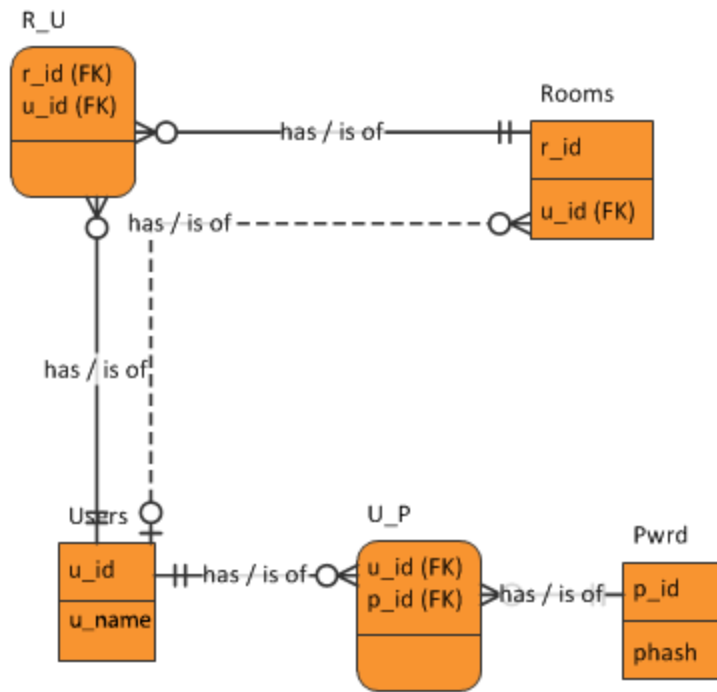 R_U
r_id (FK)
u_id (FK)
has / is of
Rooms
r_id
u_id (FK)
has / is of
has / is of
Users
u_id
u_name
has / is of
U_P
u_id (FK)
p_id (FK)
has / is of
Pwrd
p_id
phash